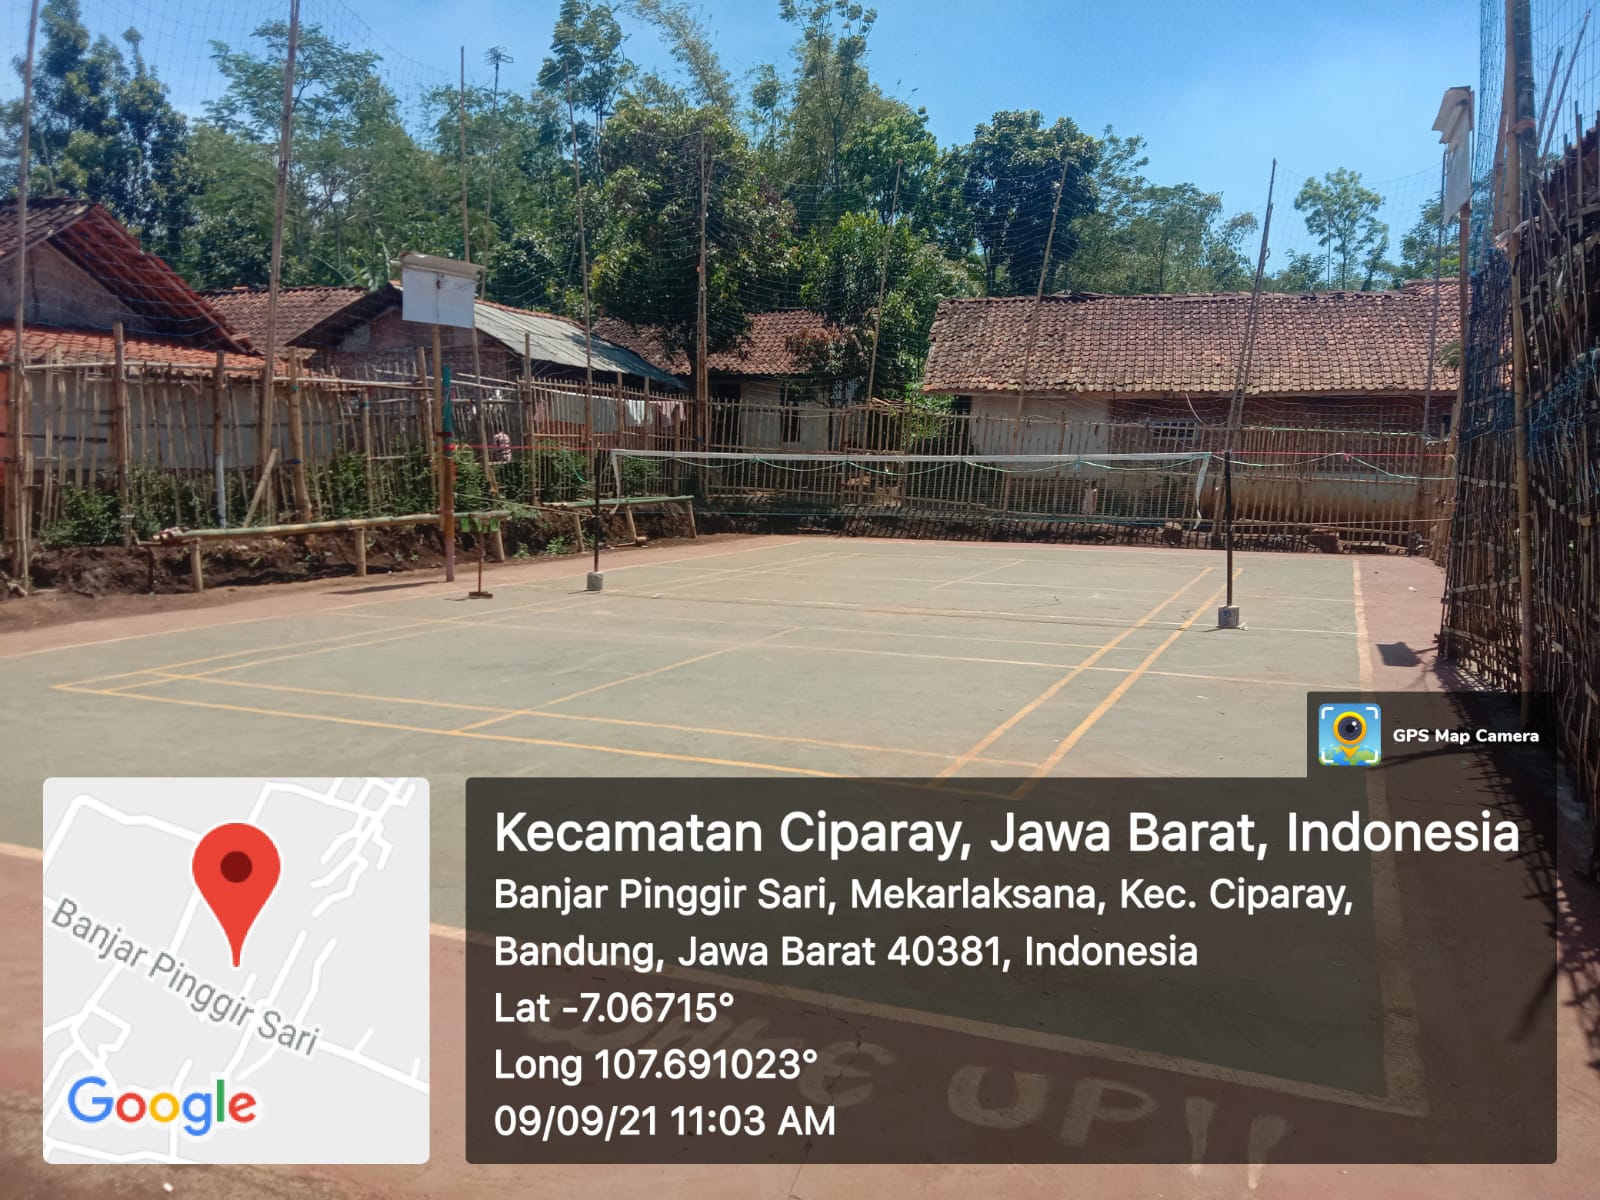 GPS Map Camera
Kecamatan Ciparay, Jawa Barat, Indonesia
Banjar Pinggir Sari, Mekarlaksana, Kec. Ciparay,
Bandung, Jawa Barat 40381, Indonesia
Lat -7.06715°
Long 107.691023°
09/09/21 11:03 AM
Banjar Pinggir Sari
Google
UP!!